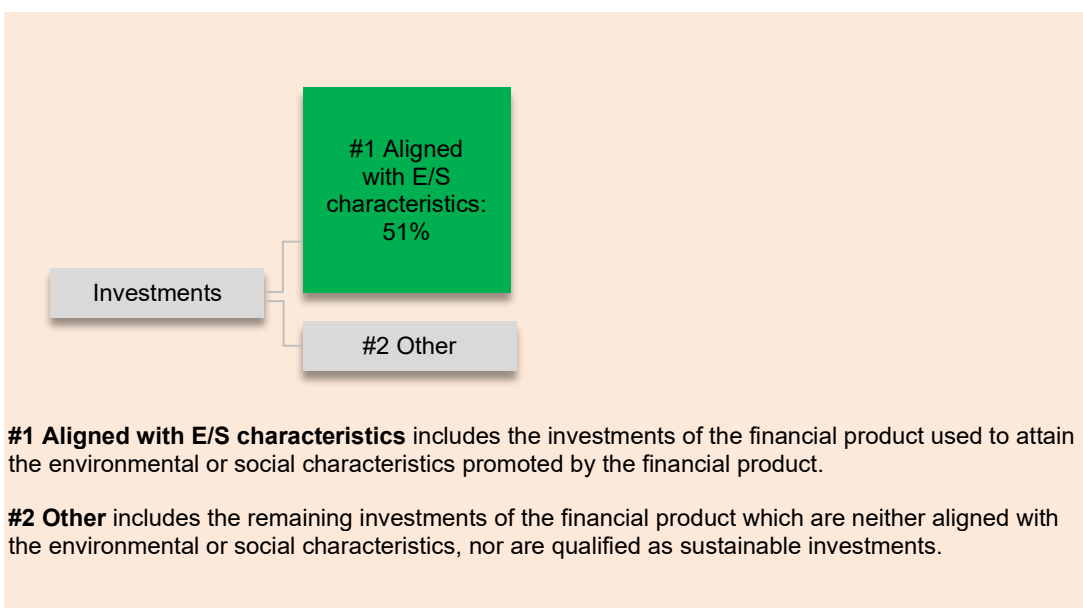 #1 Aligned
with E/S
characteristics:
51%
Investments
#2 Other
#1 Aligned with E/S characteristics includes the investments of the financial product used to attain
the environmental or social characteristics promoted by the financial product.
#2 Other includes the remaining investments of the financial product which are neither aligned with
the environmental or social characteristics, nor are qualified as sustainable investments.